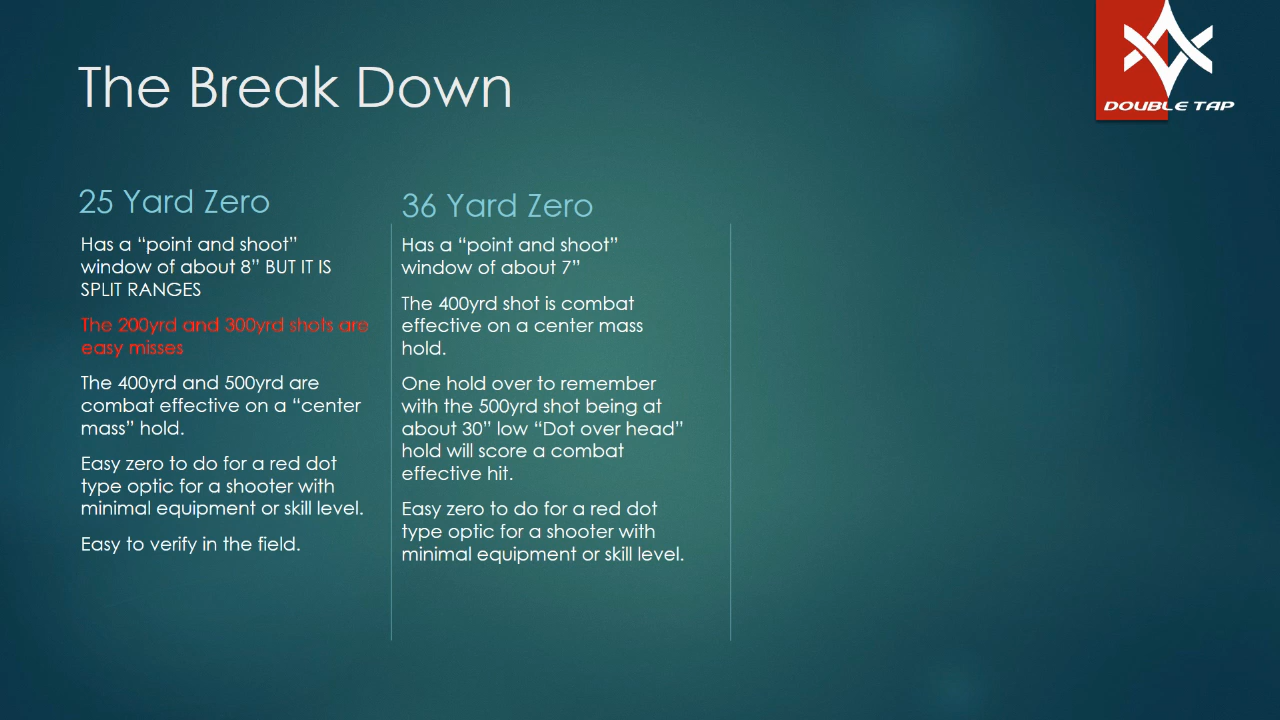 The Break Down
DOUBLE TAP
25 Yard Zero
Has a “point and shoot”
window of about 8” BUT IT IS
SPLIT RANGES
The 200yrd and 300yrd shots are
easy misses
The 400yrd and 500yrd are
combat effective on a “center
mass” hold.
Easy zero to do for a red dot
type optic for a shooter with
minimal equipment or skill level.
Easy to verify in the field.
36 Yard Zero
Has a “point and shoot”
window of about 7”
The 400yrd shot is combat
effective on a center mass
hold.
One hold over to remember
with the 500yrd shot being at
about 30” low “Dot over head”
hold will score a combat
effective hit.
Easy zero to do for a red dot
type optic for a shooter with
minimal equipment or skill level.